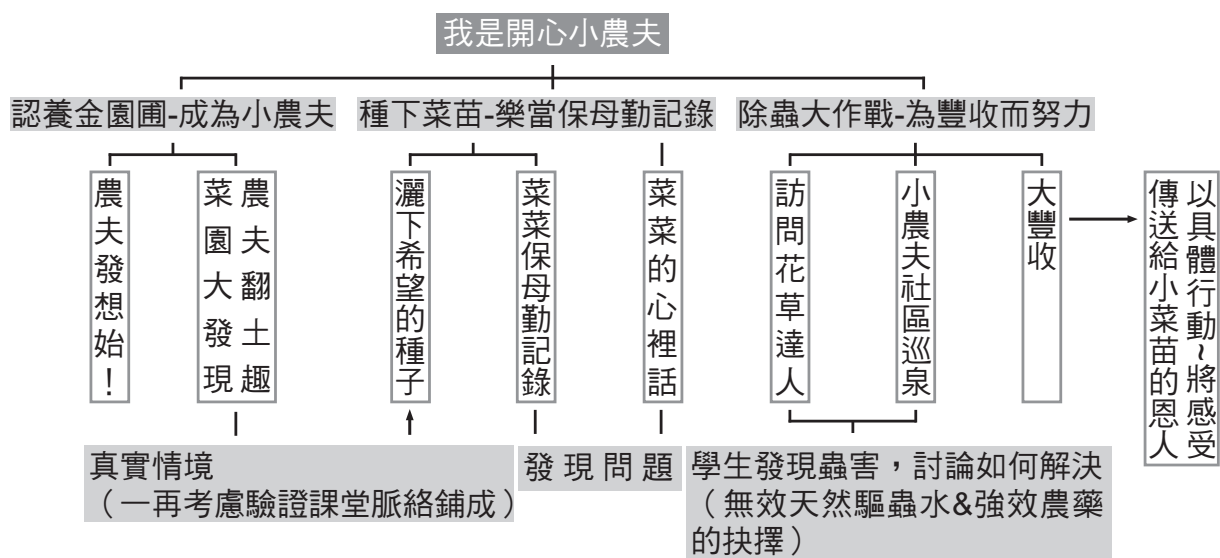 我是開心小農夫
認養金園圃-成為小農夫
種下菜苗-樂當保母勤記錄
除蟲大作戰-為豐收而努力
農夫發想始！
農夫翻土趣
菜園大發現
灑下希望的種子
菜菜保母勤記錄
菜菜的心裡話
訪問花草達人
小農夫社區巡泉
大豐收
以具體行動~將感受
傳送給小菜苗的恩人
真實情境
（一再考慮驗證課堂脈絡鋪成）
發現問題
學生發現蟲害，討論如何解決
（無效天然驅蟲水&強效農藥
的抉擇）